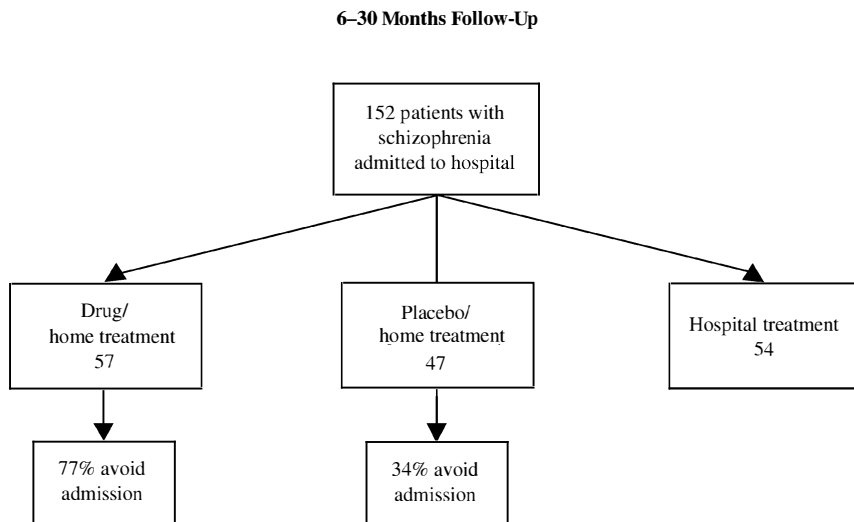 6–30 Months Follow-Up
152 patients with
schizophrenia
admitted to hospital
Drug/
home treatment
57
Placebo/
home treatment
47
Hospital treatment
54
77% avoid
admission
34% avoid
admission